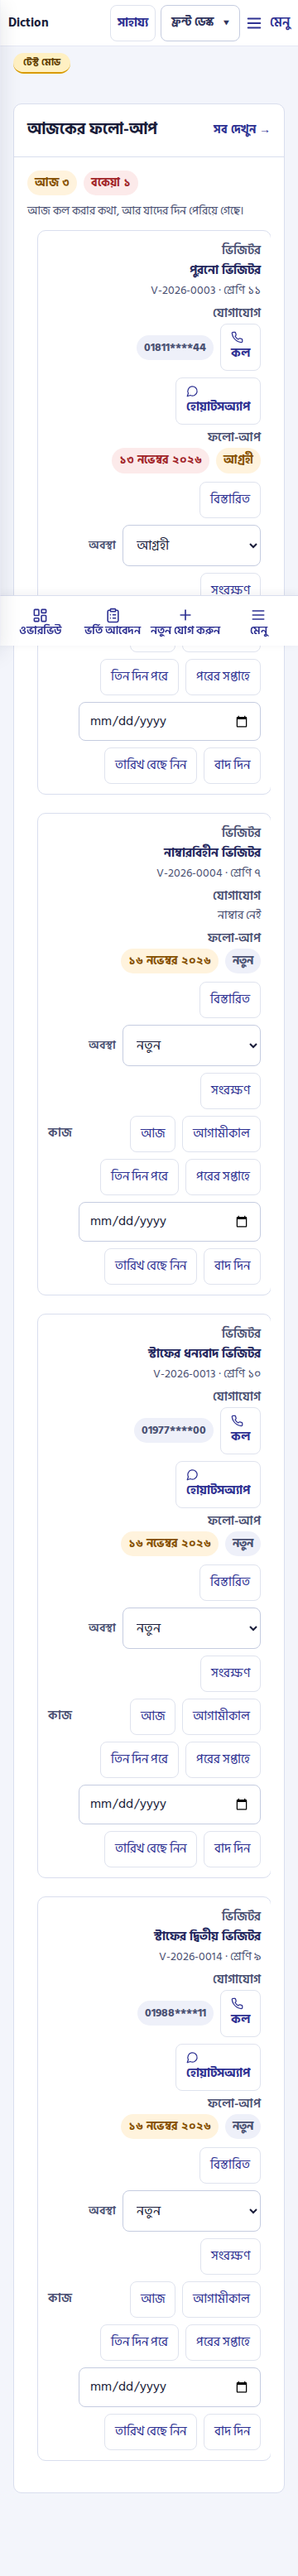 Diction
সাহায্য
ফ্রন্ট ডেস্ক ▾
মেনু
টেস্ট মোড
আজকের ফলো-আপ
সব দেখুন →
আজ ৩ বকেয়া ১
আজ কল করার কথা, আর যাদের দিন পেরিয়ে গেছে।
ভিজিটর
পুরনো ভিজিটর
V-2026-0003 · শ্রেণি ১১
যোগাযোগ
01811****44 কল
হোয়াটসঅ্যাপ
ফলো-আপ
১৩ নভেম্বর ২০২৬ আগ্রহী
বিস্তারিত
অবস্থা আগ্রহী
সংরক্ষণ
ওভারভিউ
ভর্তি আবেদন
নতুন যোগ করুন
মেনু
তিন দিন পরে পরের সপ্তাহে
mm/dd/yyyy
তারিখ বেছে নিন বাদ দিন
ভিজিটর
নাম্বারবিহীন ভিজিটর
V-2026-0004 · শ্রেণি ৭
যোগাযোগ
নাম্বার নেই
ফলো-আপ
১৬ নভেম্বর ২০২৬ নতুন
বিস্তারিত
অবস্থা নতুন
সংরক্ষণ
কাজ আজ আগামীকাল
তিন দিন পরে পরের সপ্তাহে
mm/dd/yyyy
তারিখ বেছে নিন বাদ দিন
ভিজিটর
স্টাফের ধন্যবাদ ভিজিটর
V-2026-0013 · শ্রেণি ১০
যোগাযোগ
01977****00 কল
হোয়াটসঅ্যাপ
ফলো-আপ
১৬ নভেম্বর ২০২৬ নতুন
বিস্তারিত
অবস্থা নতুন
সংরক্ষণ
কাজ আজ আগামীকাল
তিন দিন পরে পরের সপ্তাহে
mm/dd/yyyy
তারিখ বেছে নিন বাদ দিন
ভিজিটর
স্টাফের দ্বিতীয় ভিজিটর
V-2026-0014 · শ্রেণি ৯
যোগাযোগ
01988****11 কল
হোয়াটসঅ্যাপ
ফলো-আপ
১৬ নভেম্বর ২০২৬ নতুন
বিস্তারিত
অবস্থা নতুন
সংরক্ষণ
কাজ আজ আগামীকাল
তিন দিন পরে পরের সপ্তাহে
mm/dd/yyyy
তারিখ বেছে নিন বাদ দিন